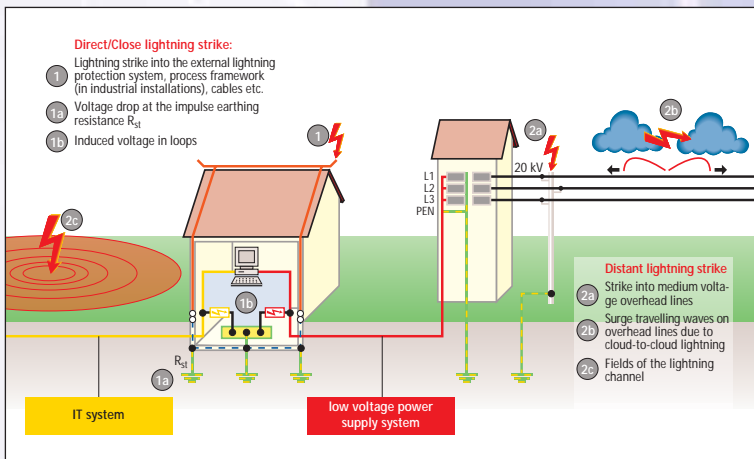 Direct/Close lightning strike:
1 Lightning strike into the external lightning
protection system, process framework
(in industrial installations), cables etc.
1a Voltage drop at the impulse earthing
resistance Rst
1b Induced voltage in loops
1
2a
2b
20 kV
L1
L2
L3
PEN
2c
1b
Rst
1a
Distant lightning strike
2a Strike into medium volta-
ge overhead lines
2b Surge travelling waves on
overhead lines due to
cloud-to-cloud lightning
2c Fields of the lightning
channel
IT system
low voltage power
supply system